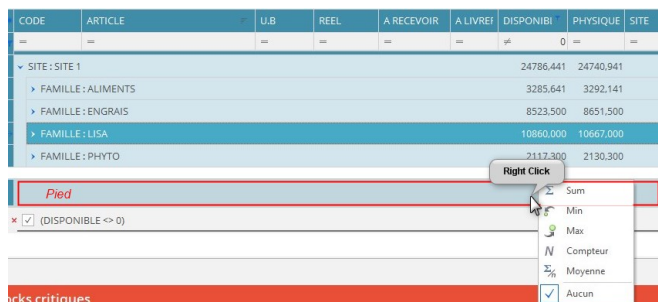 CODE ARTICLE U.B REEL A RECEVOIR A LIVRER DISPONIBI PHYSIQUE SITE
= = = = = = ≠ 0 = =
SITE : SITE 1 24786,441 24740,941
FAMILLE : ALIMENTS 3285,641 3292,141
FAMILLE : ENGRAIS 8523,500 8651,500
FAMILLE : LISA 10860,000 10667,000
FAMILLE : PHYTO 2117,300 2130,300
Right Click
Pied
Sum
(DISPONIBLE <> 0)
Min
Max
N Compteur
Moyenne
Aucun
ocks critiques